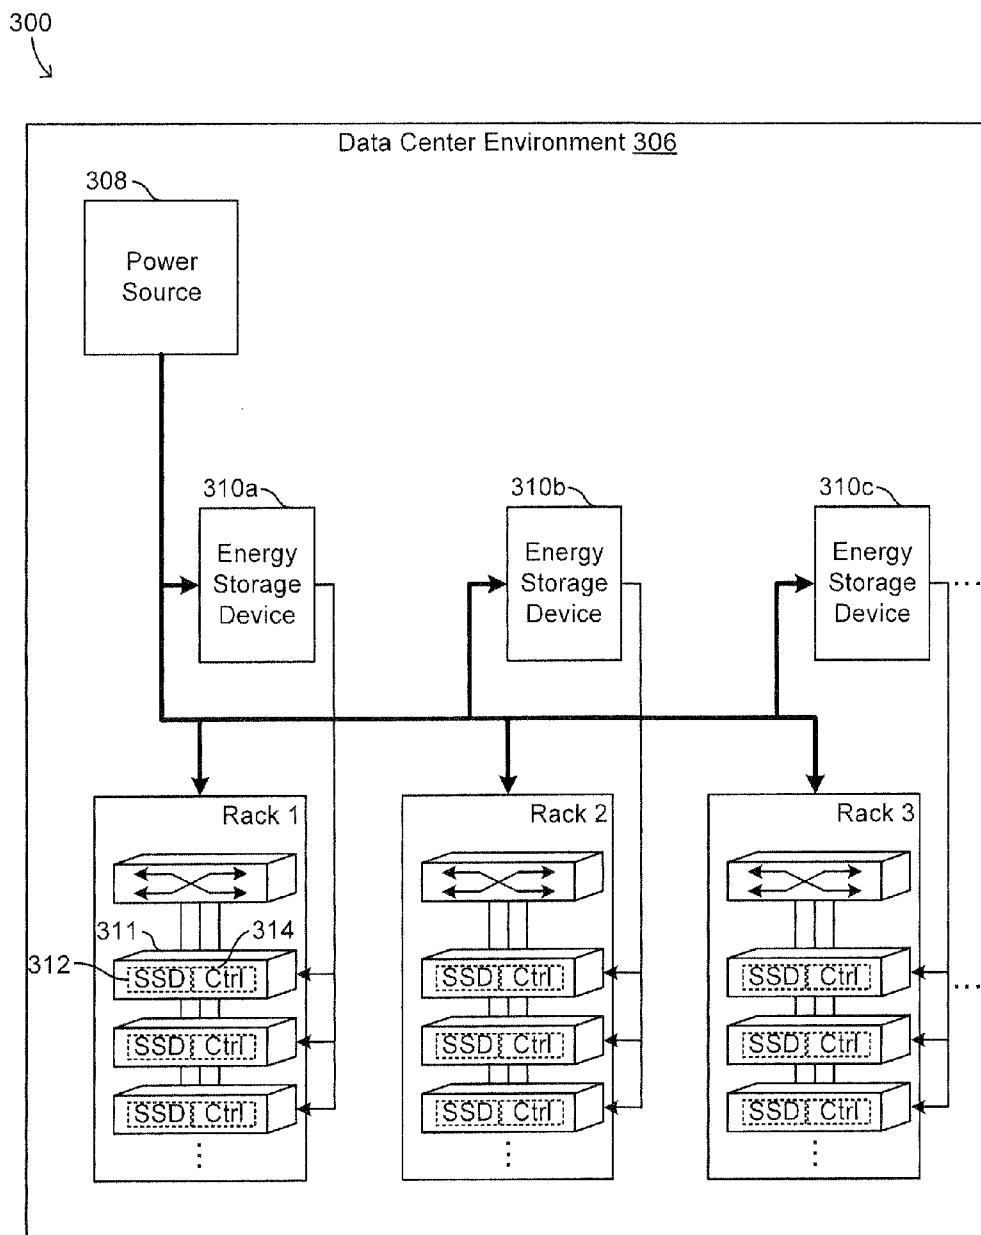 300
Data Center Environment 306
308
Power
Source
310a
Energy
Storage
Device
310b
Energy
Storage
Device
310c
Energy
Storage
Device
....
Rack 1
311
314
312
SSD Ctrl
SSD Ctrl
SSD Ctrl
⋮
Rack 2
SSD Ctrl
SSD Ctrl
SSD Ctrl
⋮
Rack 3
SSD Ctrl
....
SSD Ctrl
SSD Ctrl
⋮